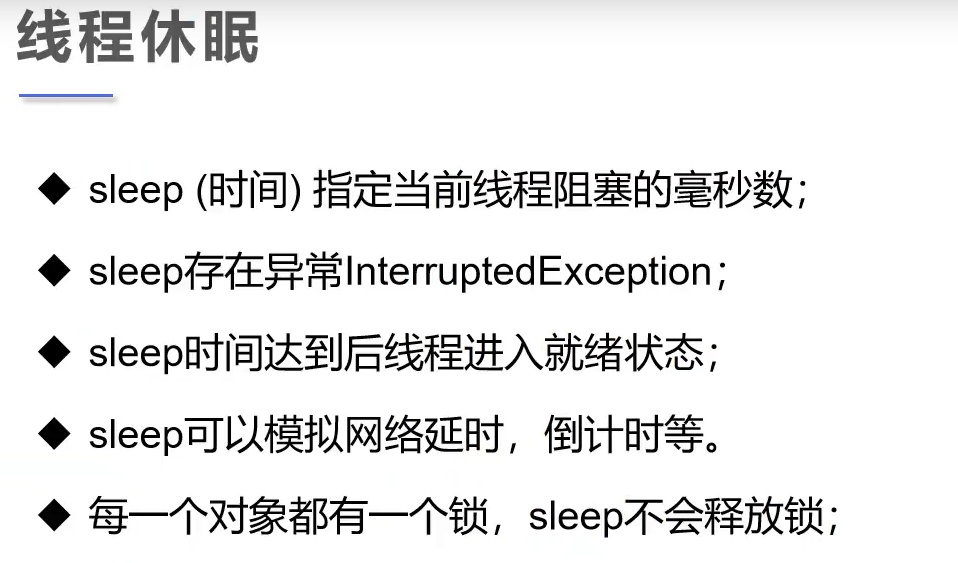 线程休眠
◆ sleep (时间) 指定当前线程阻塞的毫秒数；
◆ sleep存在异常InterruptedException；
◆ sleep时间达到后线程进入就绪状态；
◆ sleep可以模拟网络延时，倒计时等。
◆ 每一个对象都有一个锁，sleep不会释放锁；